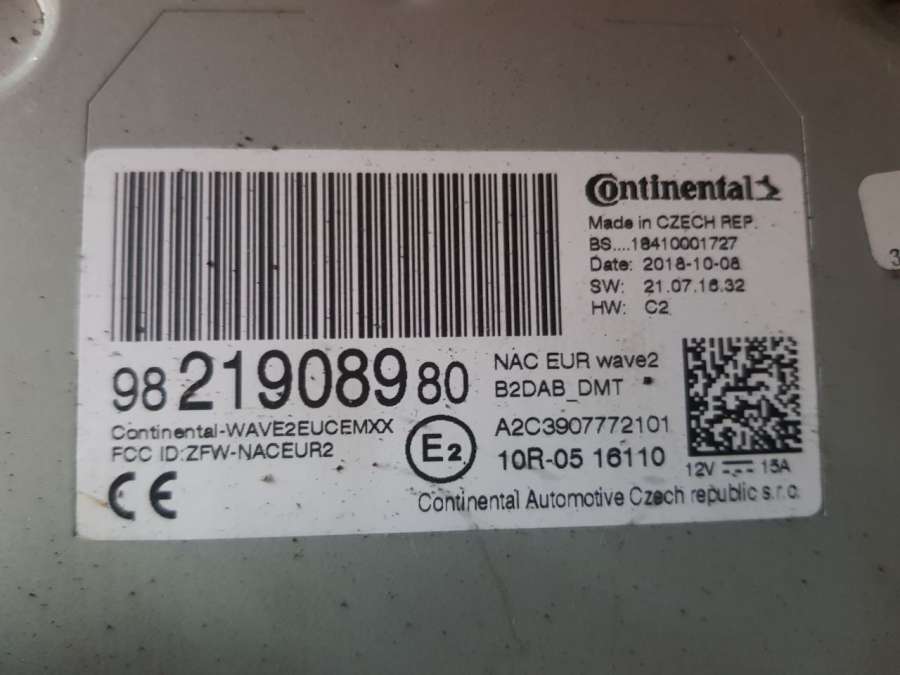 Continental
Made in CZECH REP.
BS....18410001727
Date: 2018-10-08
SW: 21.07.16.32
HW: C2
98 219089 80
NAC EUR wave2
B2DAB_DMT
Continental-WAVE2EUCEMXX
FCC ID:ZFW-NACEUR2
E2
A2C3907772101
10R-05 16110
12V 15A
CE
Continental Automotive Czech republic s.r.o.
3